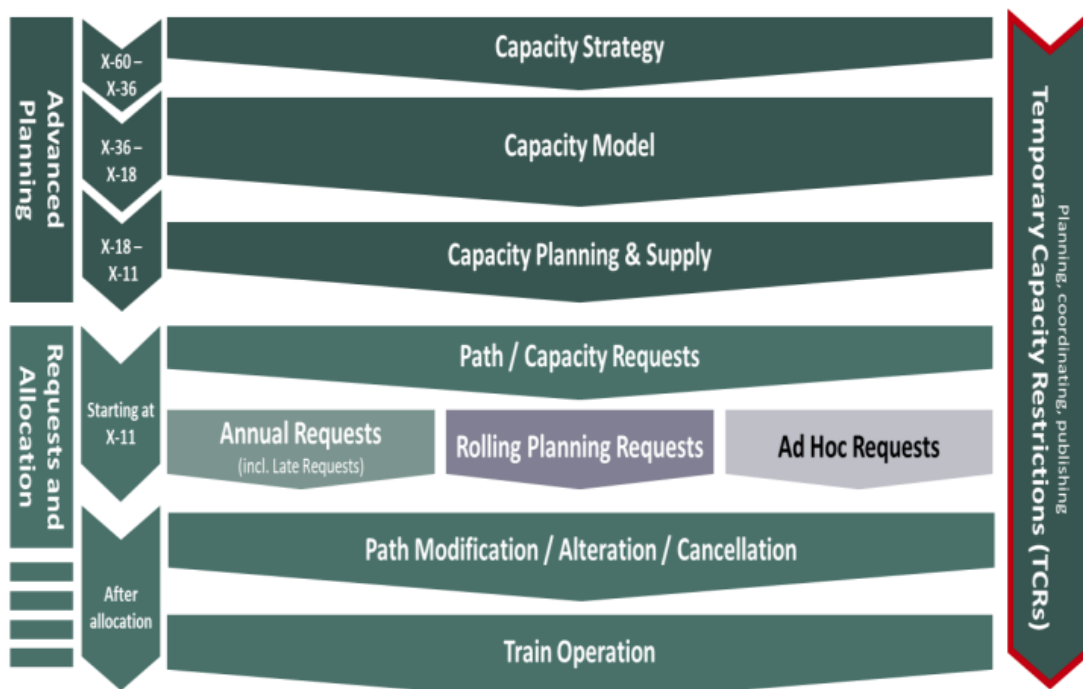 Advanced
Planning
X-60 –
X-36
Capacity Strategy
X-36 –
X-18
Capacity Model
X-18 –
X-11
Capacity Planning & Supply
Requests and
Allocation
Starting at
X-11
Path / Capacity Requests
Annual Requests
(incl. Late Requests)
Rolling Planning Requests
Ad Hoc Requests
After
allocation
Path Modification / Alteration / Cancellation
Train Operation
Temporary Capacity Restrictions (TCRs)
Planning, coordinating, publishing